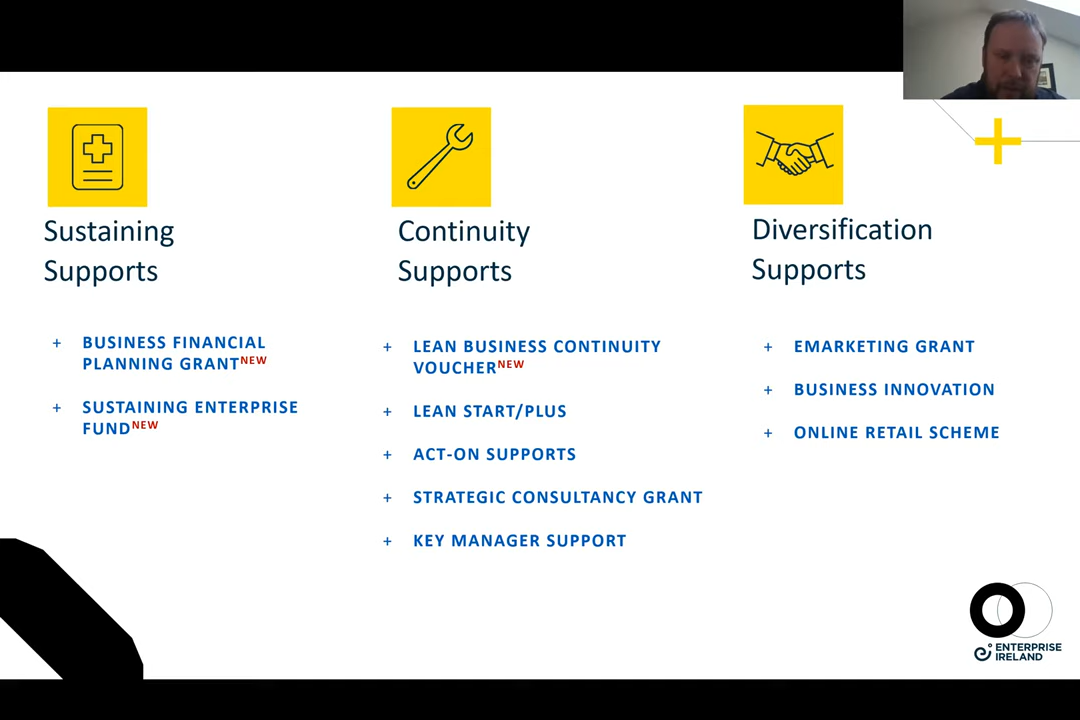 Sustaining
Supports
+ BUSINESS FINANCIAL
PLANNING GRANTNEW
+ SUSTAINING ENTERPRISE
FUNDNEW
Continuity
Supports
+ LEAN BUSINESS CONTINUITY
VOUCHERNEW
+ LEAN START/PLUS
+ ACT-ON SUPPORTS
+ STRATEGIC CONSULTANCY GRANT
+ KEY MANAGER SUPPORT
Diversification
Supports
+ EMARKETING GRANT
+ BUSINESS INNOVATION
+ ONLINE RETAIL SCHEME
ENTERPRISE
IRELAND